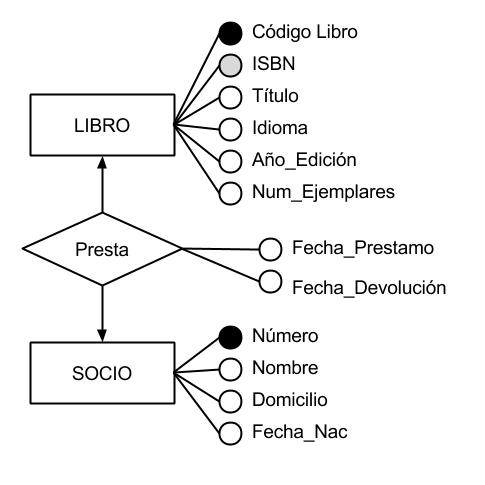 Código Libro
ISBN
Título
LIBRO
Idioma
Año_Edición
Num_Ejemplares
Presta
Fecha_Prestamo
Fecha_Devolución
Número
Nombre
SOCIO
Domicilio
Fecha_Nac